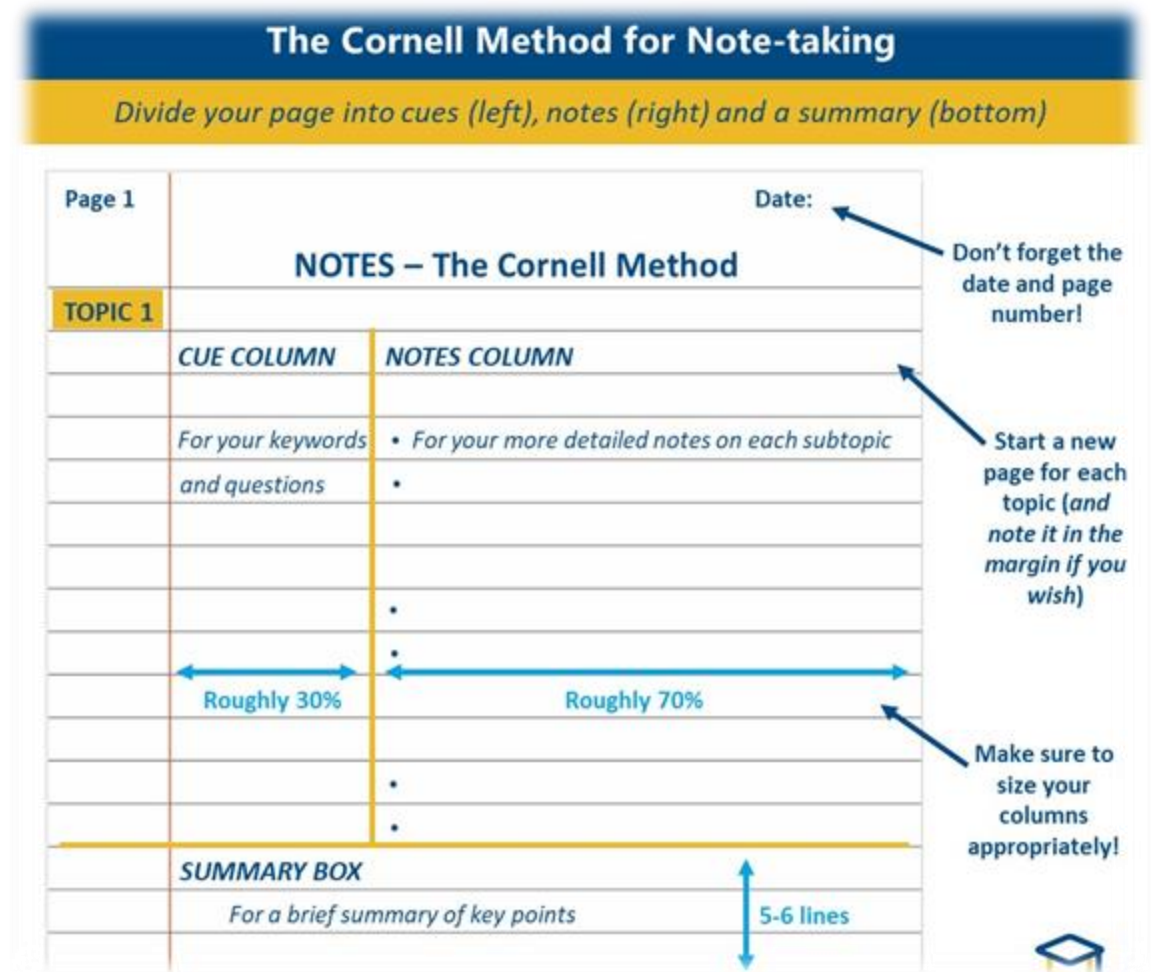 The Cornell Method for Note-taking
Divide your page into cues (left), notes (right) and a summary (bottom)
Page 1
Date:
Don't forget the
date and page
number!
NOTES – The Cornell Method
TOPIC 1
CUE COLUMN
NOTES COLUMN
For your keywords
and questions
• For your more detailed notes on each subtopic
•
•
•
Start a new
page for each
topic (and
note it in the
margin if you
wish)
Roughly 30%
Roughly 70%
•
•
Make sure to
size your
columns
appropriately!
SUMMARY BOX
For a brief summary of key points
5-6 lines